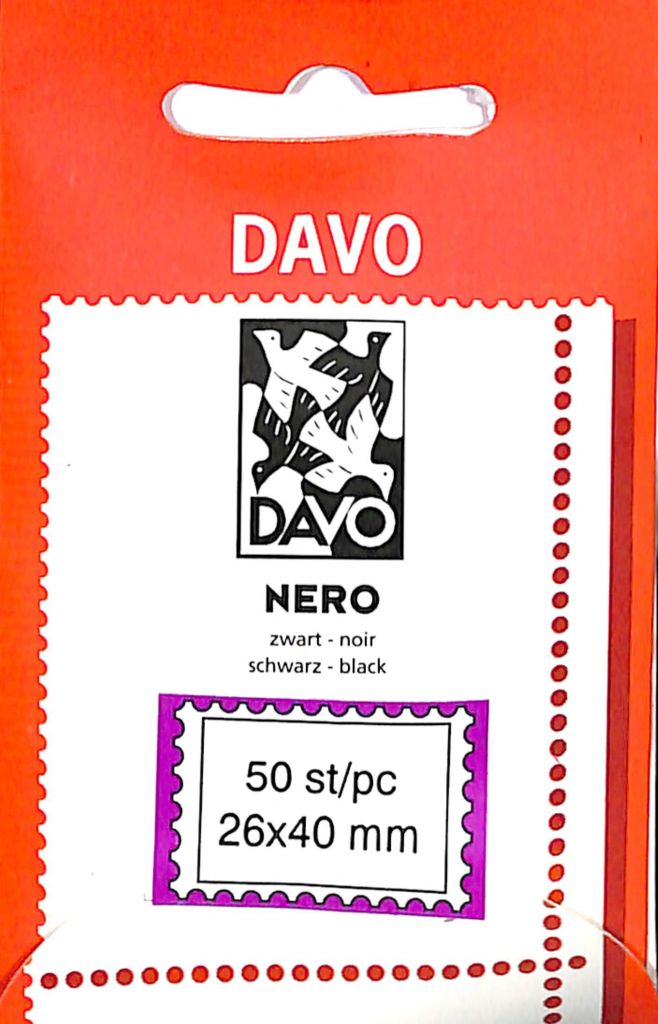 DAVO
DAVO
NERO
zwart - noir
schwarz - black
50 st/pc
26x40 mm